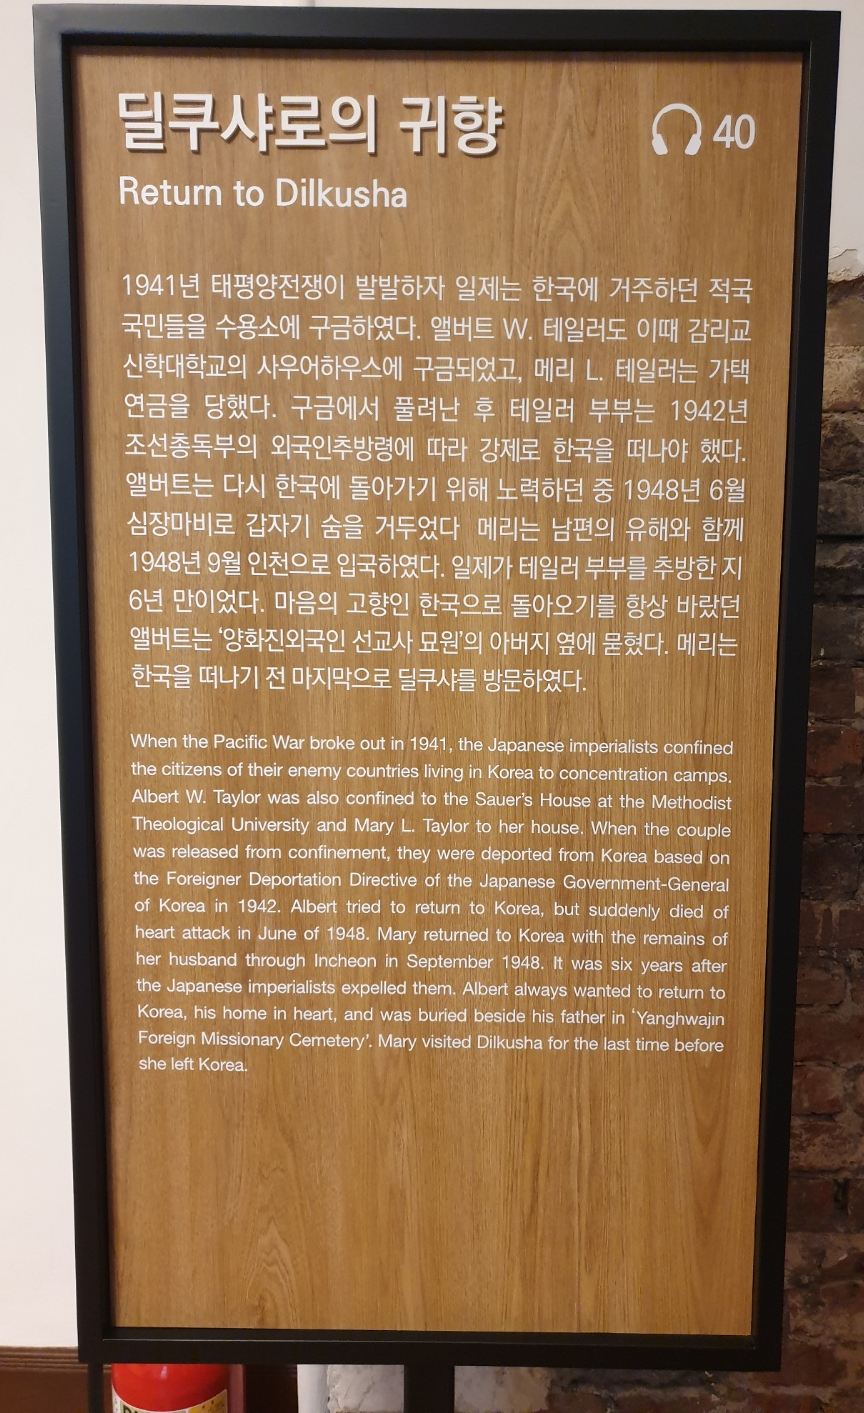 딜쿠샤로의 귀향
40
Return to Dilkusha
1941년 태평양전쟁이 발발하자 일제는 한국에 거주하던 적국
국민들을 수용소에 구금하였다. 앨버트 W. 테일러도 이때 감리교
신학대학교의 사우어하우스에 구금되었고, 메리 L. 테일러는 가택
연금을 당했다. 구금에서 풀려난 후 테일러 부부는 1942년
조선총독부의 외국인추방령에 따라 강제로 한국을 떠나야 했다.
앨버트는 다시 한국에 돌아가기 위해 노력하던 중 1948년 6월
심장마비로 갑자기 숨을 거두었다 메리는 남편의 유해와 함께
1948년 9월 인천으로 입국하였다. 일제가 테일러 부부를 추방한 지
6년 만이었다. 마음의 고향인 한국으로 돌아오기를 항상 바랐던
앨버트는 ‘양화진외국인 선교사 묘원’의 아버지 옆에 묻혔다. 메리는
한국을 떠나기 전 마지막으로 딜쿠샤를 방문하였다.
When the Pacific War broke out in 1941, the Japanese imperialists confined
the citizens of their enemy countries living in Korea to concentration camps.
Albert W. Taylor was also confined to the Sauer’s House at the Methodist
Theological University and Mary L. Taylor to her house. When the couple
was released from confinement, they were deported from Korea based on
the Foreigner Deportation Directive of the Japanese Government-General
of Korea in 1942. Albert tried to return to Korea, but suddenly died of
heart attack in June of 1948. Mary returned to Korea with the remains of
her husband through Incheon in September 1948. It was six years after
the Japanese imperialists expelled them. Albert always wanted to return to
Korea, his home in heart, and was buried beside his father in ‘Yanghwajin
Foreign Missionary Cemetery’. Mary visited Dilkusha for the last time before
she left Korea.